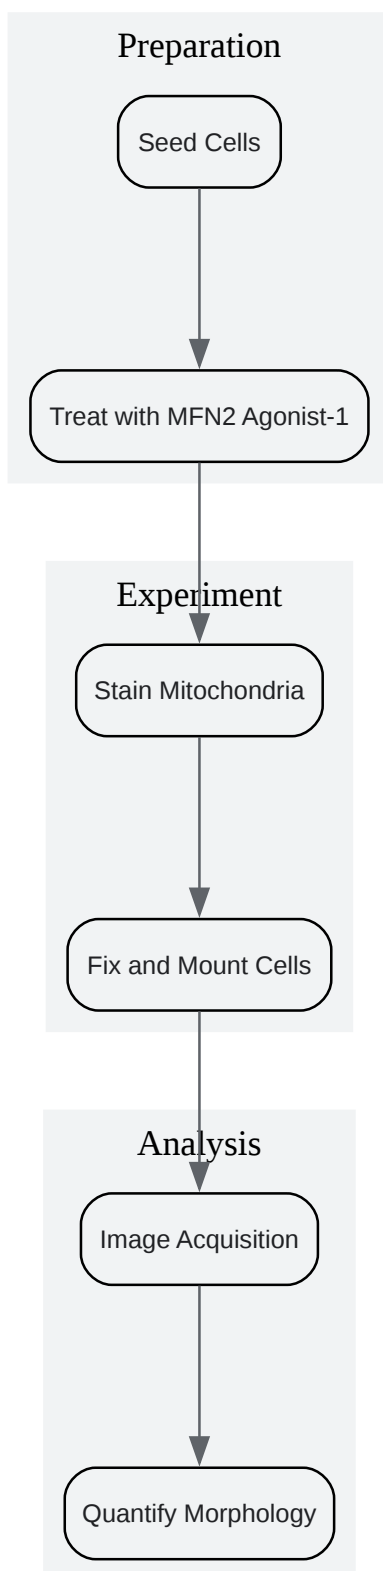 Preparation
Seed Cells
Treat with MFN2 Agonist-1
Experiment
Stain Mitochondria
Fix and Mount Cells
Analysis
Image Acquisition
Quantify Morphology